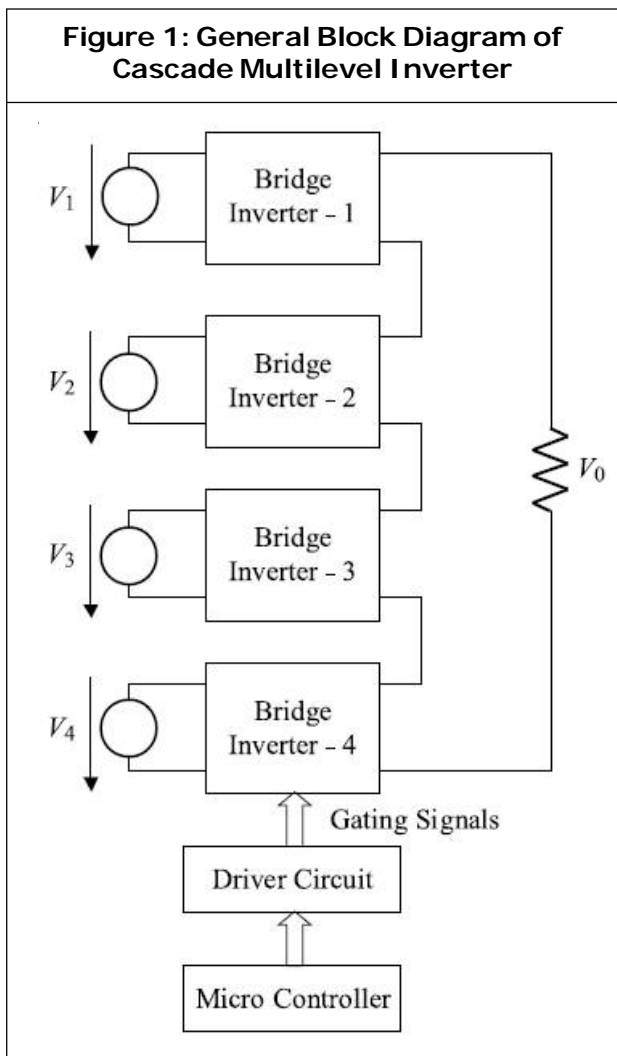 Figure 1: General Block Diagram of
Cascade Multilevel Inverter
V1
Bridge
Inverter – 1
V2
Bridge
Inverter – 2
V0
V3
Bridge
Inverter – 3
V4
Bridge
Inverter – 4
Gating Signals
Driver Circuit
Micro Controller